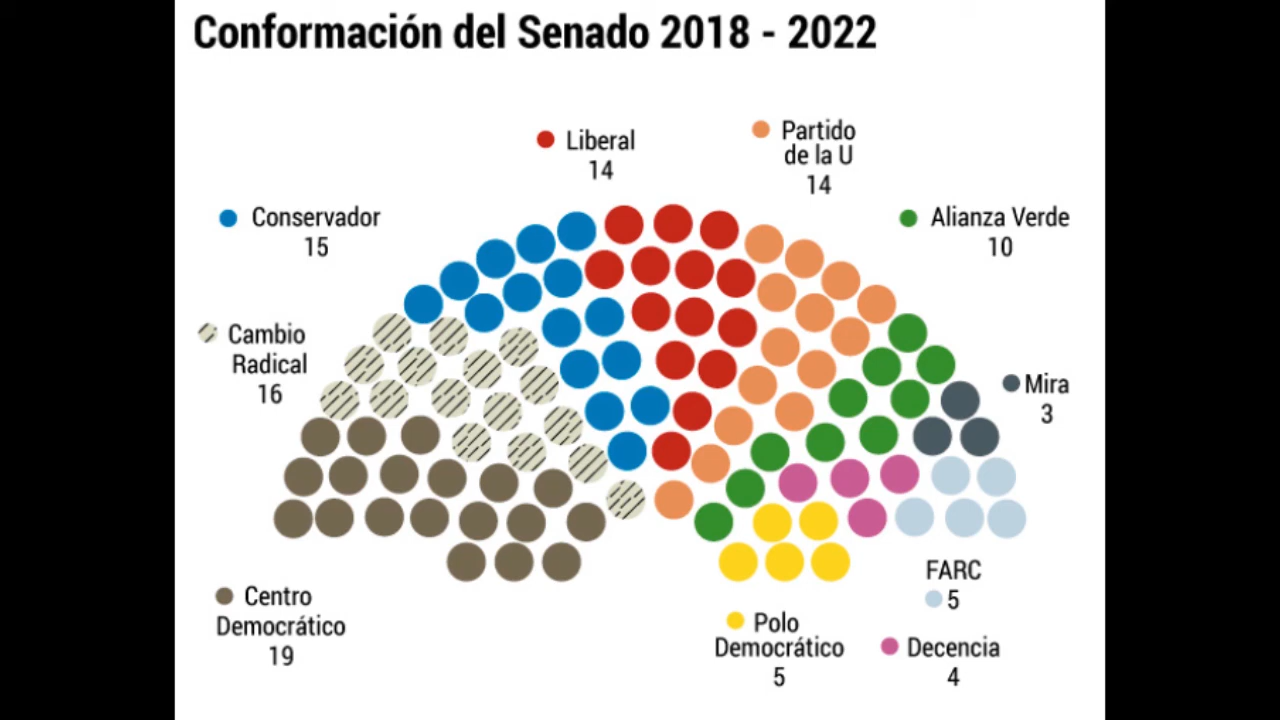 Conformación del Senado 2018 - 2022
Liberal
14
Partido
de la U
14
Conservador
15
Alianza Verde
10
Cambio
Radical
16
Mira
3
Centro
Democrático
19
FARC
5
Polo
Democrático
5
Decencia
4